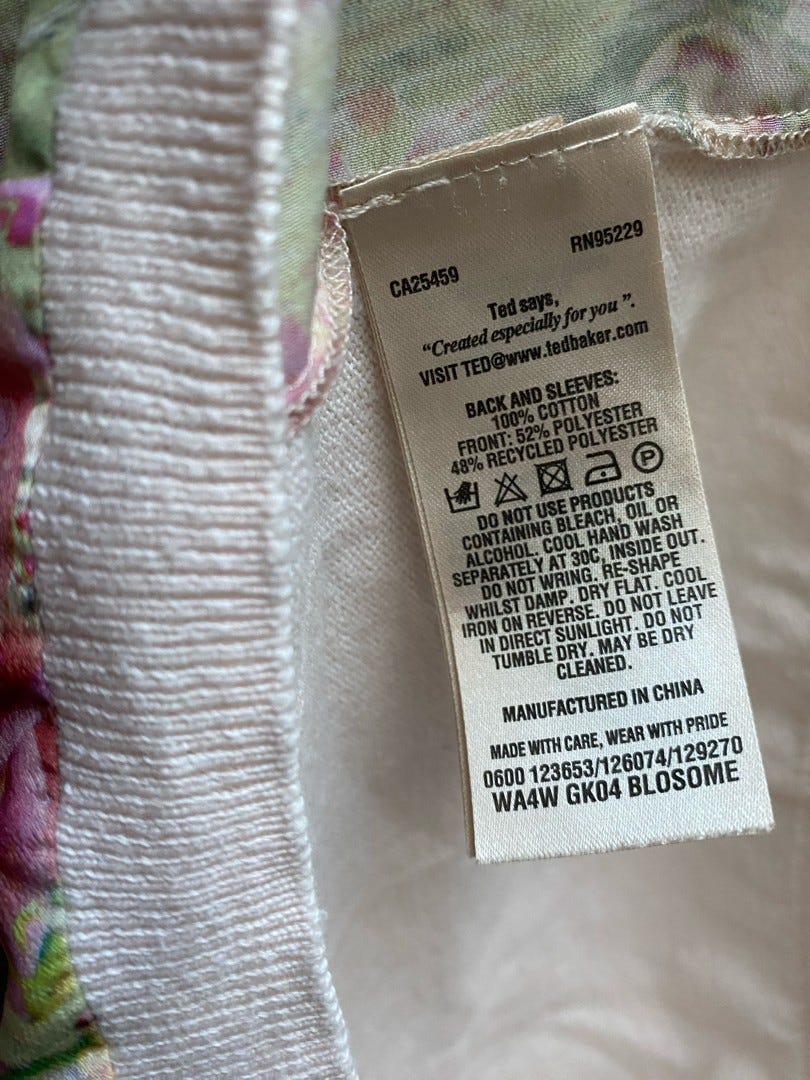 CA25459 RN95229
Ted says,
“Created especially for you ”.
VISIT TED@www.tedbaker.com
BACK AND SLEEVES:
100% COTTON
FRONT: 52% POLYESTER
48% RECYCLED POLYESTER
P
DO NOT USE PRODUCTS
CONTAINING BLEACH, OIL OR
ALCOHOL. COOL HAND WASH
SEPARATELY AT 30C, INSIDE OUT.
DO NOT WRING. RE-SHAPE
WHILST DAMP. DRY FLAT. COOL
IRON ON REVERSE. DO NOT LEAVE
IN DIRECT SUNLIGHT. DO NOT
TUMBLE DRY. MAY BE DRY
CLEANED.
MANUFACTURED IN CHINA
MADE WITH CARE, WEAR WITH PRIDE
0600 123653/126074/129270
WA4W GK04 BLOSOME